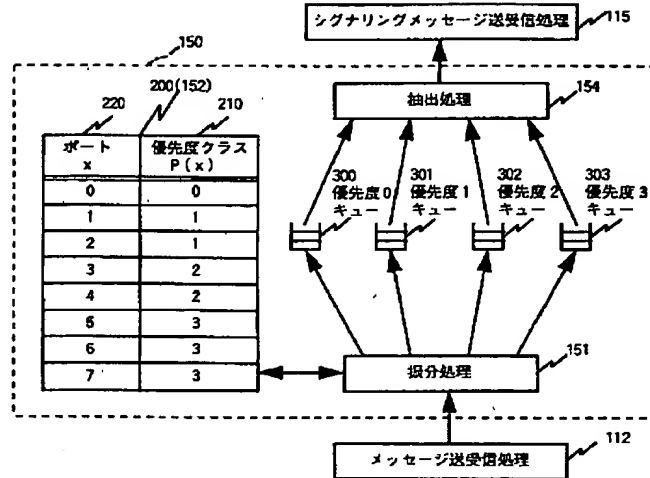 シグナリングメッセージ送受信処理
115
150
154
抽出処理
200(152)
220
210
ポート
x
優先度クラス
P(x)
0 0
1 1
2 1
3 2
4 2
5 3
6 3
7 3
300
優先度0
キュー
301
優先度1
キュー
302
優先度2
キュー
303
優先度3
キュー
151
振分処理
112
メッセージ送受信処理